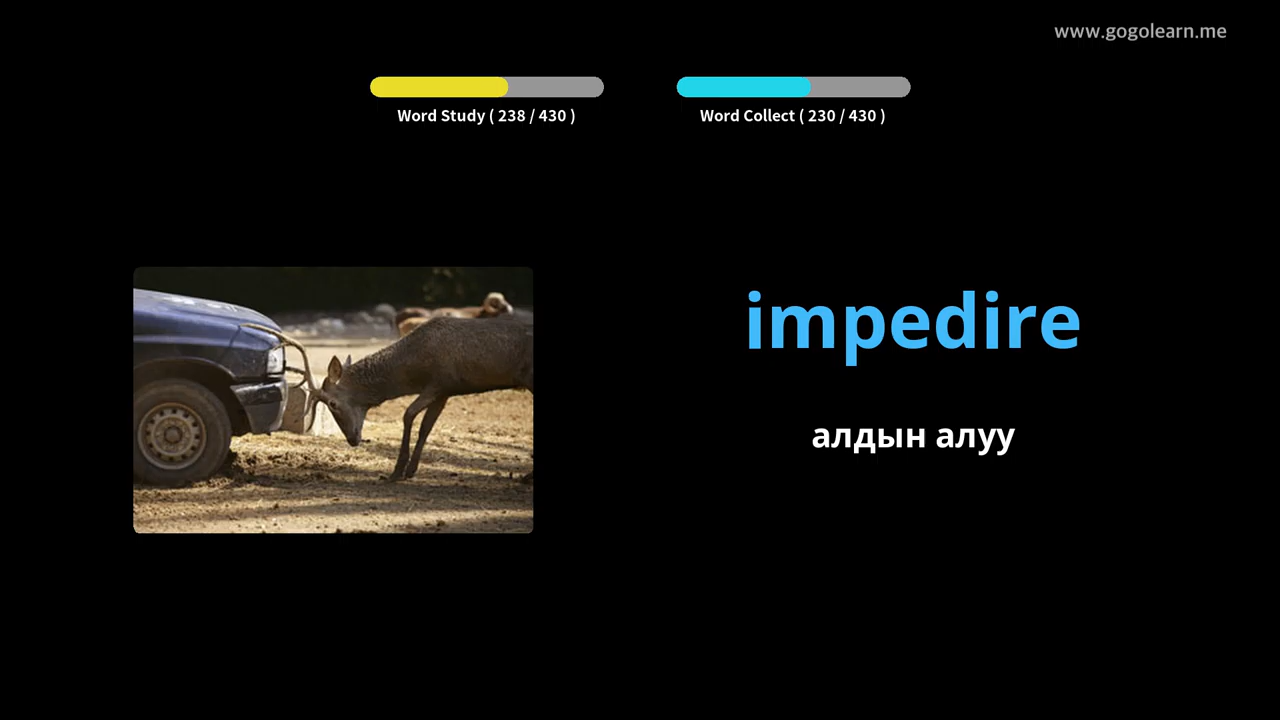 www.gogolearn.me
Word Study ( 238 / 430 )
Word Collect ( 230 / 430 )
impedire
алдын алуу